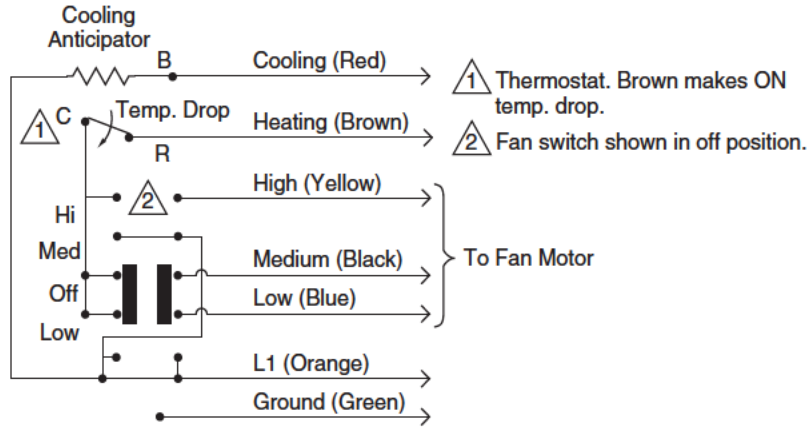 Cooling
Anticipator
B
Cooling (Red)
1 Thermostat. Brown makes ON
temp. drop.
1
C
Temp. Drop
Heating (Brown)
R
2 Fan switch shown in off position.
2
High (Yellow)
Hi
Med
Medium (Black)
To Fan Motor
Off
Low (Blue)
Low
L1 (Orange)
Ground (Green)